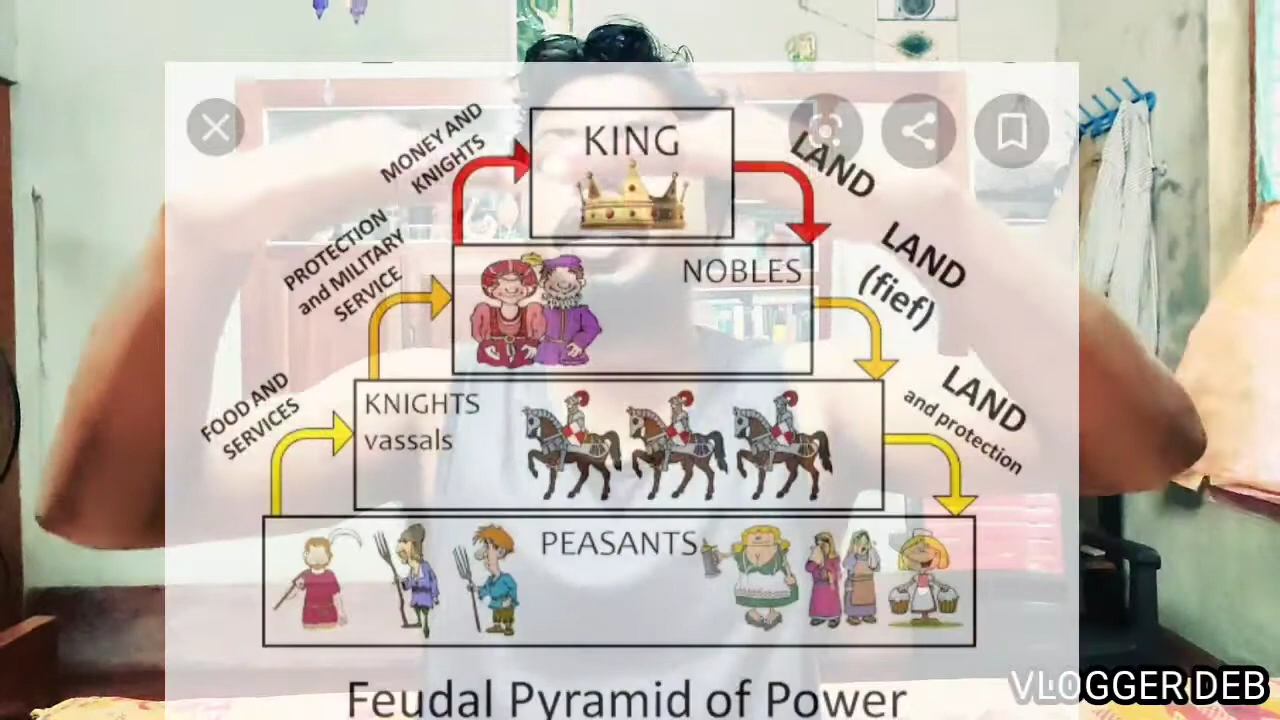 KING
MONEY AND
KNIGHTS
LAND
NOBLES
PROTECTION
and MILITARY
SERVICE
LAND
(fief)
KNIGHTS
vassals
FOOD AND
SERVICES
LAND
and protection
PEASANTS
Feudal Pyramid of Power
VLOGGER DEB